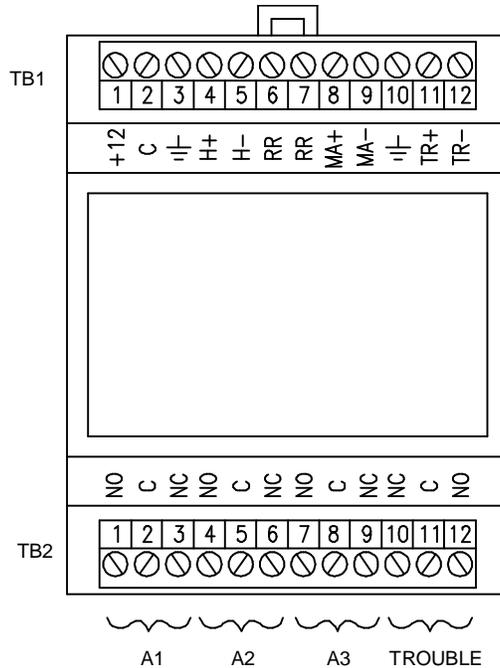 TB1
1 2 3 4 5 6 7 8 9 10 11 12
+12 C ⏚ H+ H- RR RR MA+ MA- ⏚ TR+ TR-
NO C NC NO C NC NO C NC NC C NO
TB2
1 2 3 4 5 6 7 8 9 10 11 12
A1 A2 A3 TROUBLE